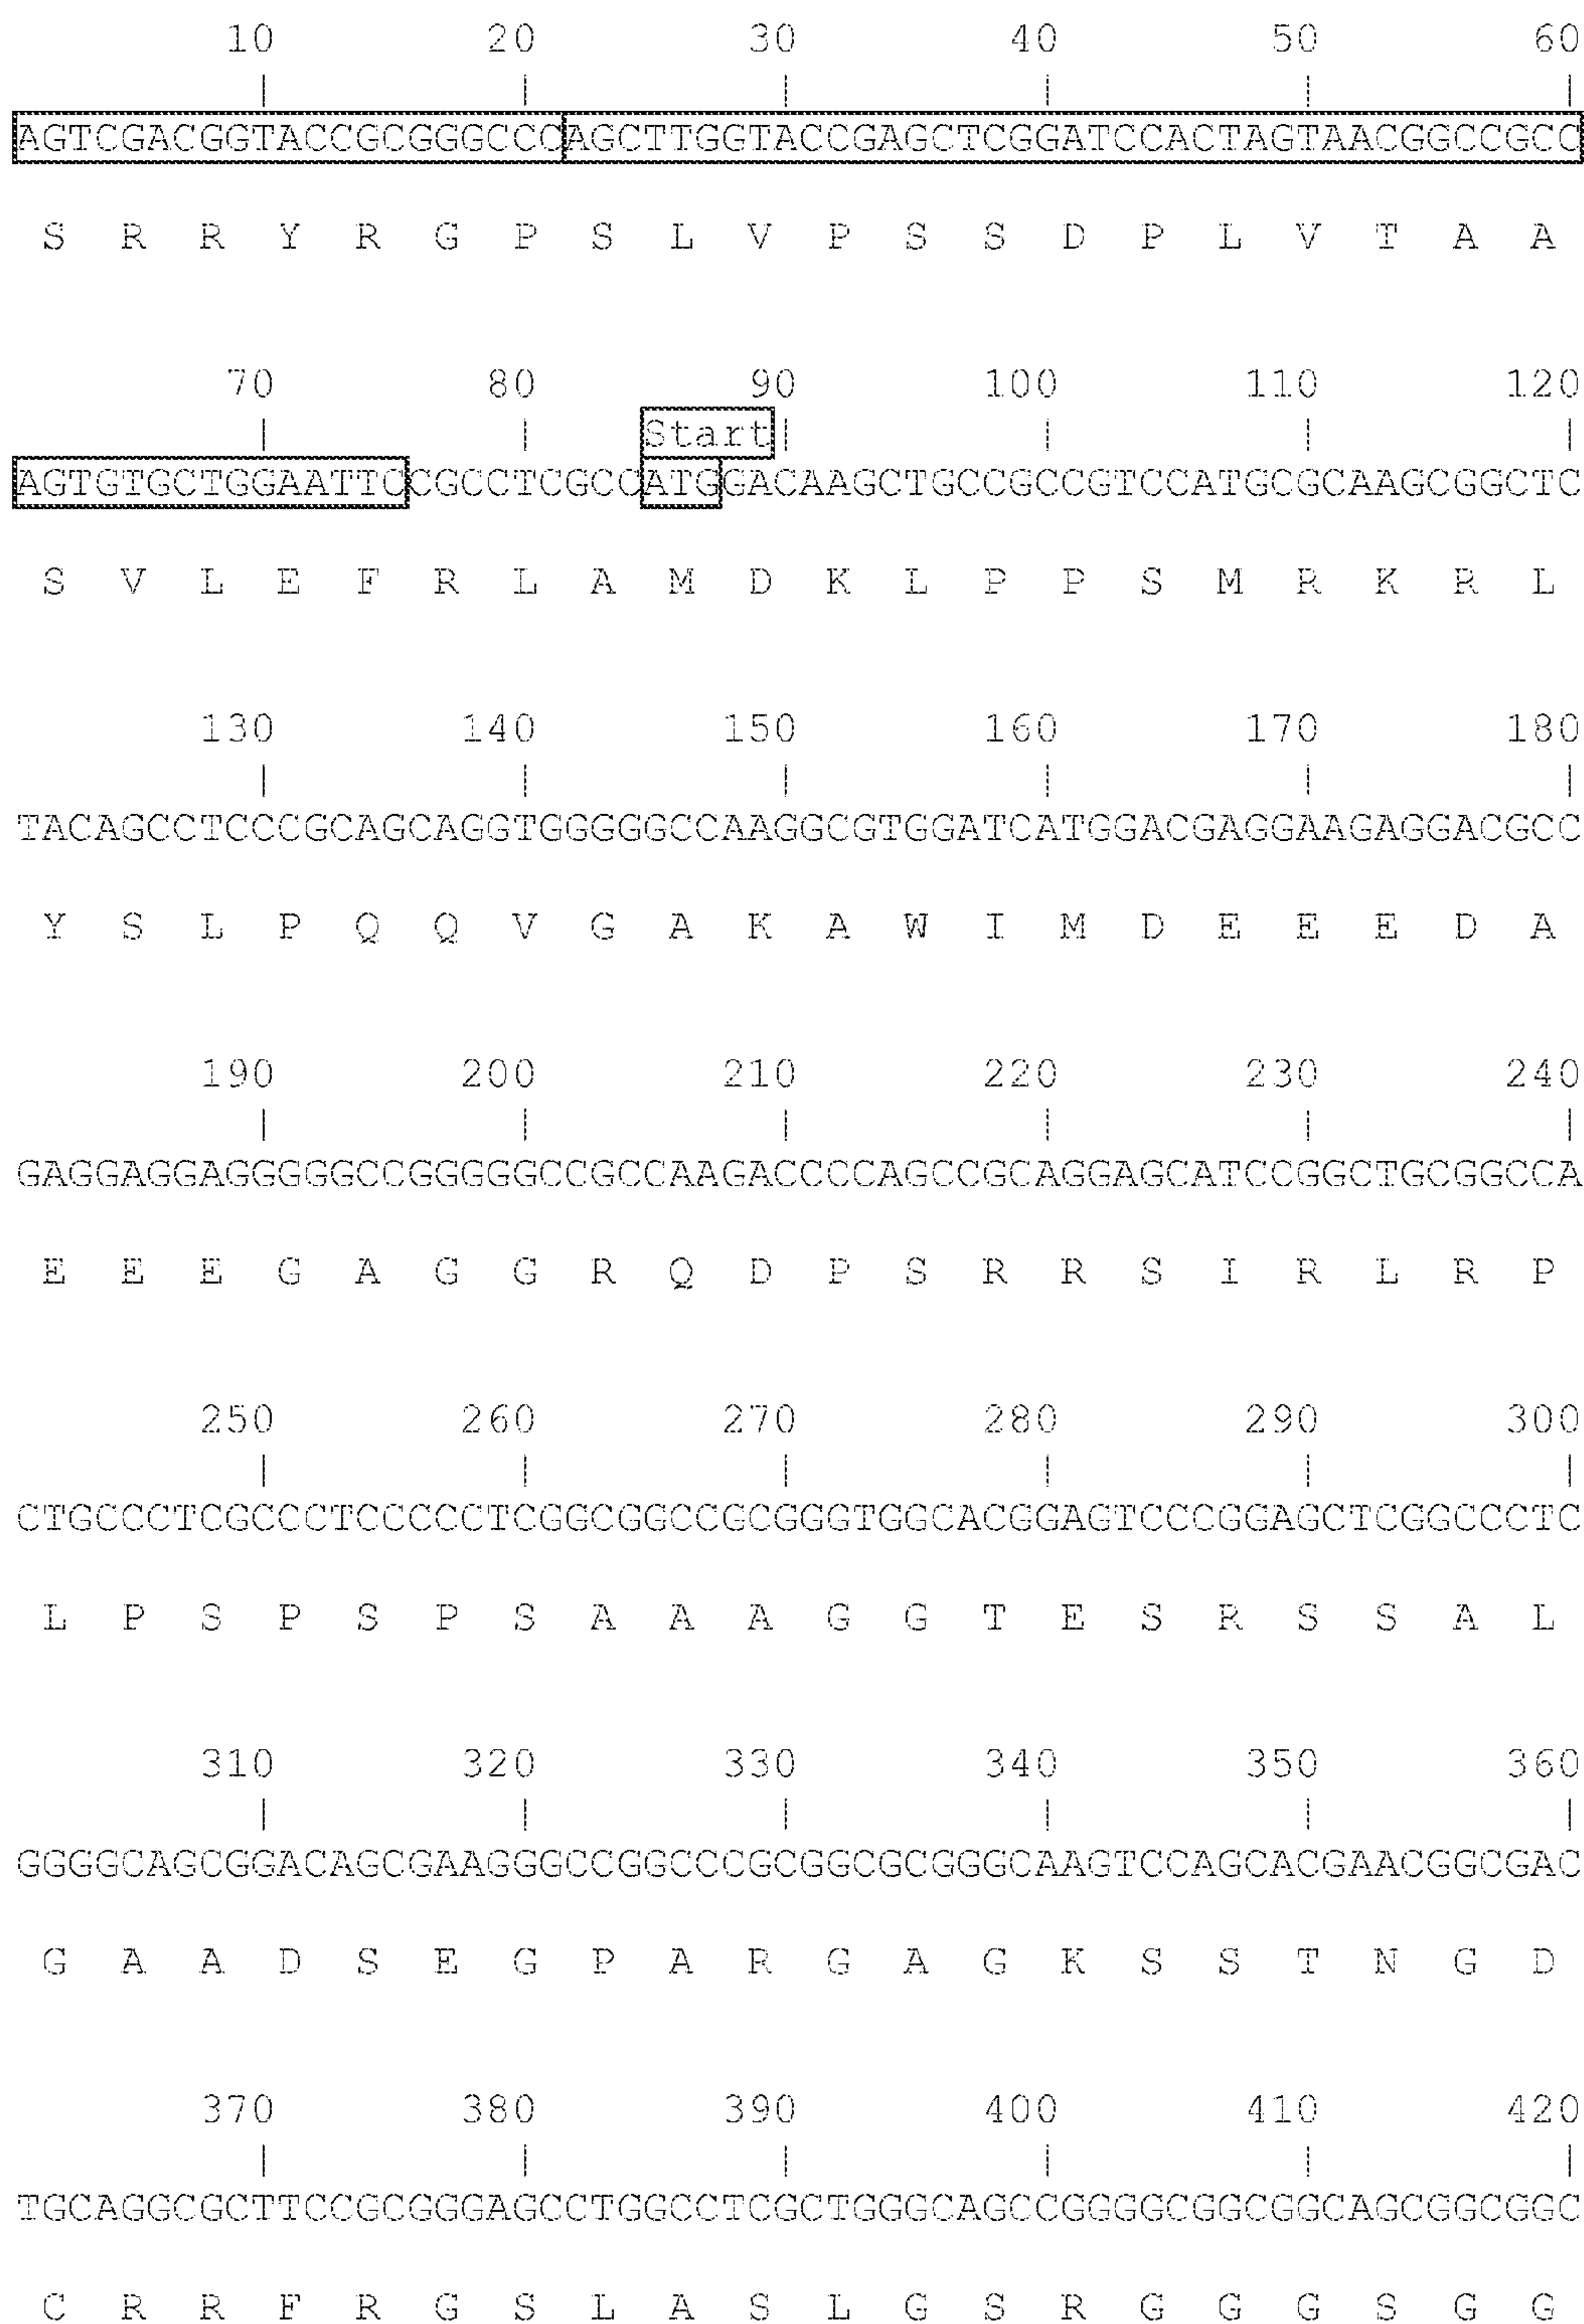 10 20 30 40 50 60
AGTCGACGGTACCGCGGGCCCAGCTTGGTACCGAGCTCGGATCCACTAGTAACGGCCGCC
S R R Y R G P S L V P S S D P L V T A A
70 80 90 100 110 120
Start
AGTGTGCTGGAATTCCGCCTCGCCATGGACAAGCTGCCGCCGTCCATGCGCAAGCGGCTC
S V L E F R L A M D K L P P S M R K R L
130 140 150 160 170 180
TACAGCCTCCCGCAGCAGGTGGGGGCCAAGGCGTGGATCATGGACGAGGAAGAGGACGCC
Y S L P Q Q V G A K A W I M D E E E D A
190 200 210 220 230 240
GAGGAGGAGGGGGCCGGGGGCCGCCAAGACCCCAGCCGCAGGAGCATCCGGCTGCGGCCA
E E E G A G G R Q D P S R R S I R L R P
250 260 270 280 290 300
CTGCCCTCGCCCTCCCCCTCGGCGGCCGCGGGTGGCACGGAGTCCCGGAGCTCGGCCCTC
L P S P S P S A A A G G T E S R S S A L
310 320 330 340 350 360
GGGGCAGCGGACAGCGAAGGGCCGGCCCGCGGCGCGGGCAAGTCCAGCACGAACGGCGAC
G A A D S E G P A R G A G K S S T N G D
370 380 390 400 410 420
TGCAGGCGCTTCCGCGGGAGCCTGGCCTCGCTGGGCAGCCGGGGCGGCGGCAGCGGCGGC
C R R F R G S L A S L G S R G G G S G G